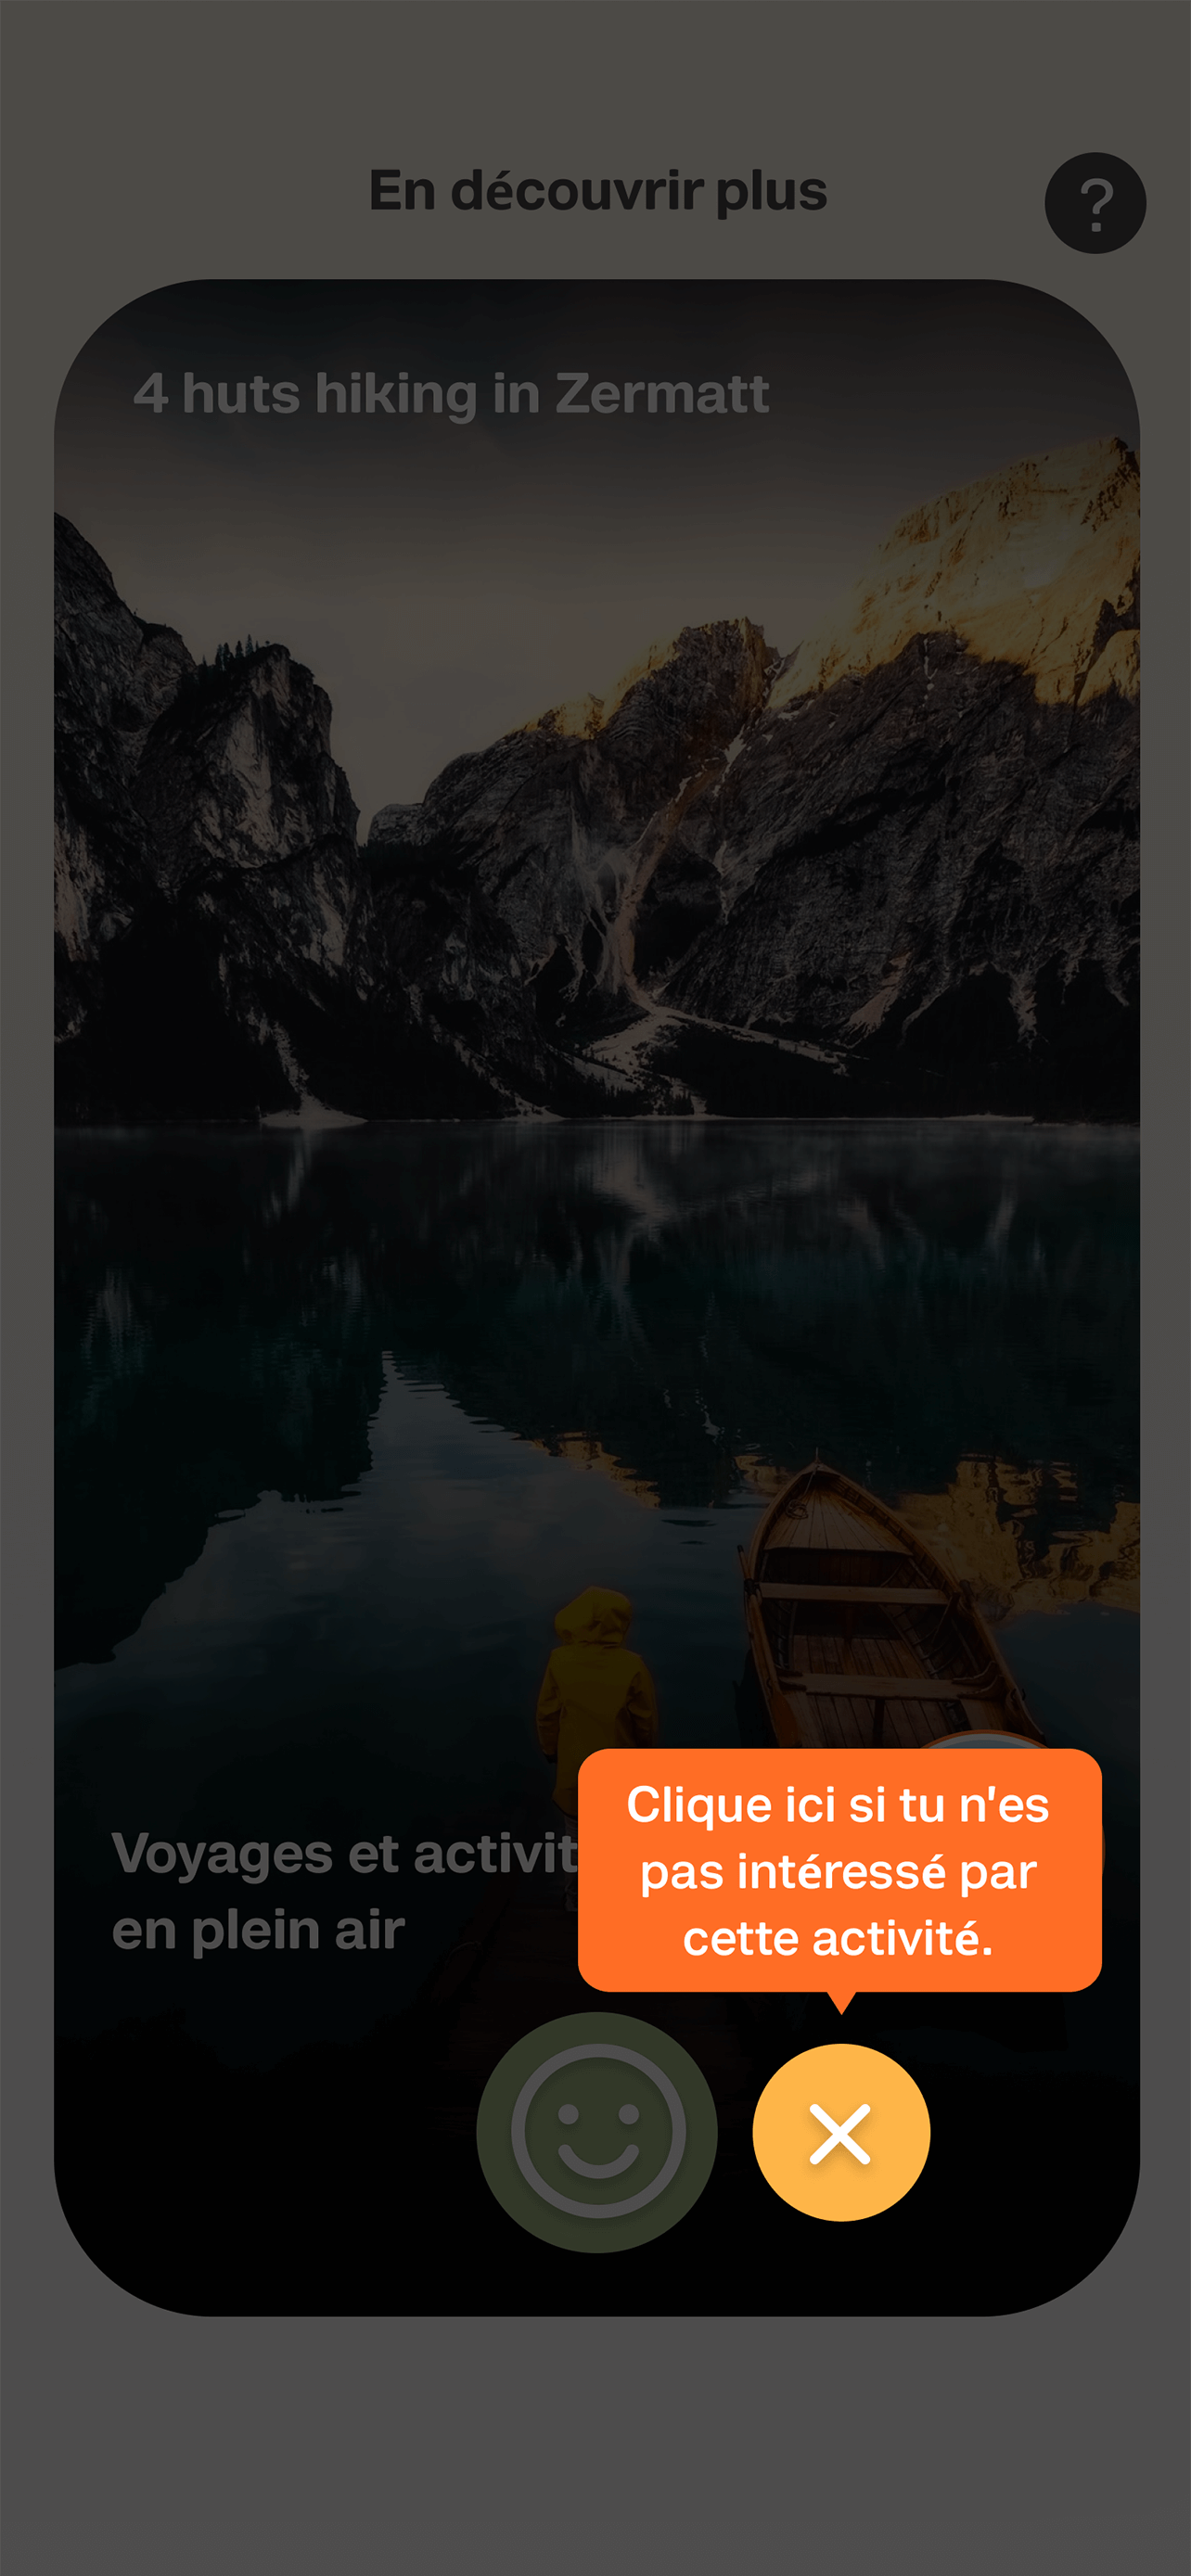 En découvrir plus
?
4 huts hiking in Zermatt
Clique ici si tu n'es
pas intéressé par
cette activité.
Voyages et activit
en plein air